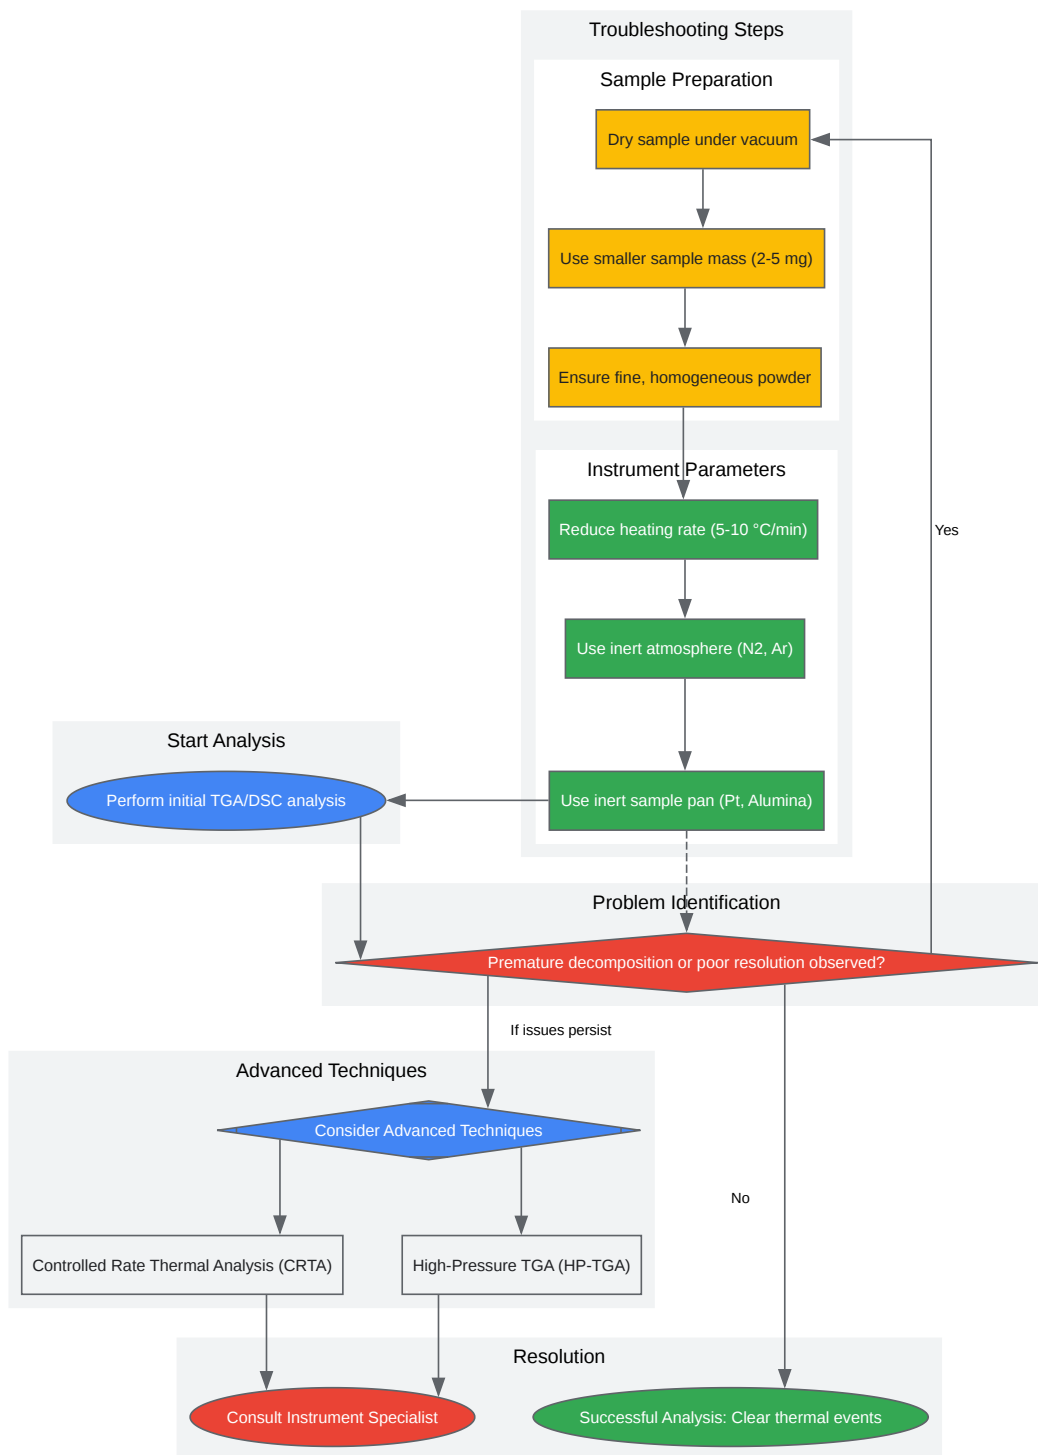 Troubleshooting Steps
Sample Preparation
Dry sample under vacuum
Use smaller sample mass (2-5 mg)
Ensure fine, homogeneous powder
Instrument Parameters
Reduce heating rate (5-10 °C/min)
Yes
Use inert atmosphere (N2, Ar)
Start Analysis
Perform initial TGA/DSC analysis
Use inert sample pan (Pt, Alumina)
Problem Identification
Premature decomposition or poor resolution observed?
If issues persist
Advanced Techniques
Consider Advanced Techniques
No
Controlled Rate Thermal Analysis (CRTA)
High-Pressure TGA (HP-TGA)
Resolution
Consult Instrument Specialist
Successful Analysis: Clear thermal events